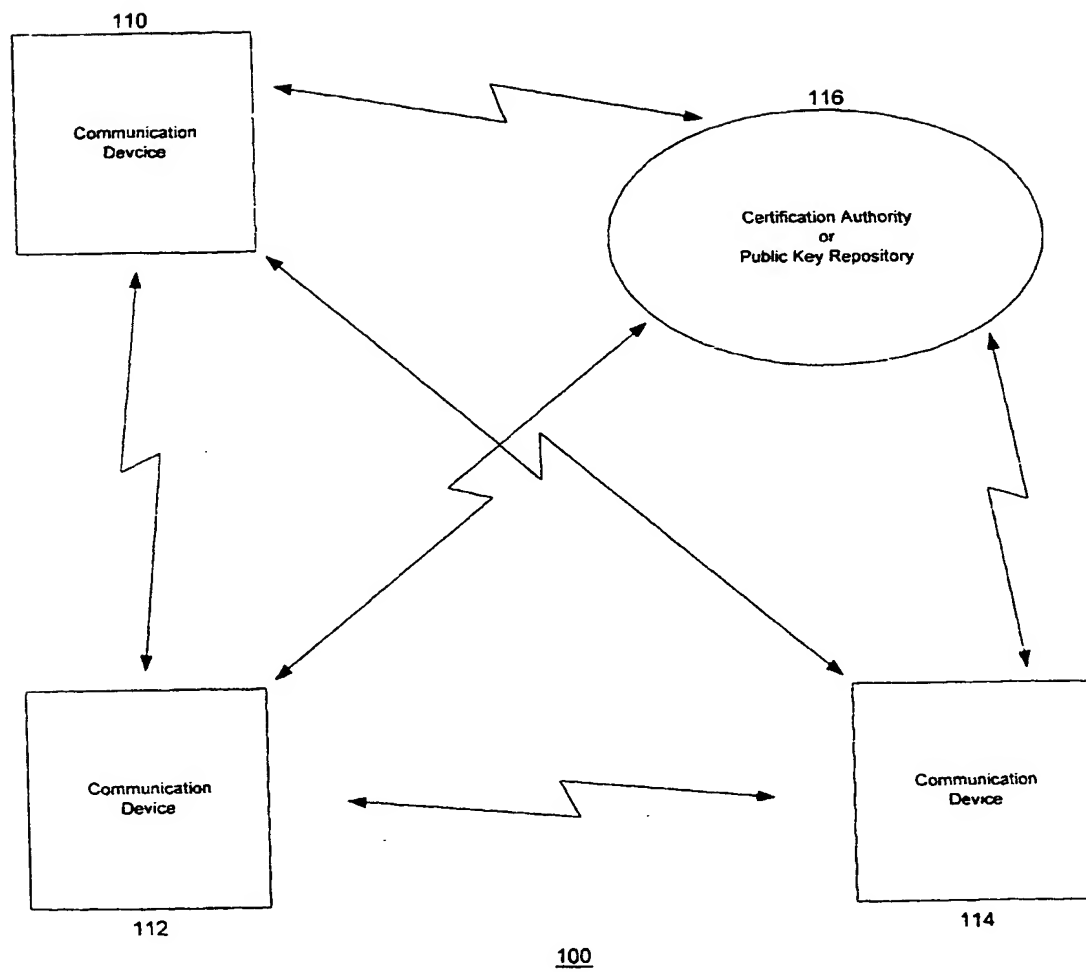 110
Communication
Devcice
116
Certification Authority
or
Public Key Repository
Communication
Device
112
Communication
Device
114
100